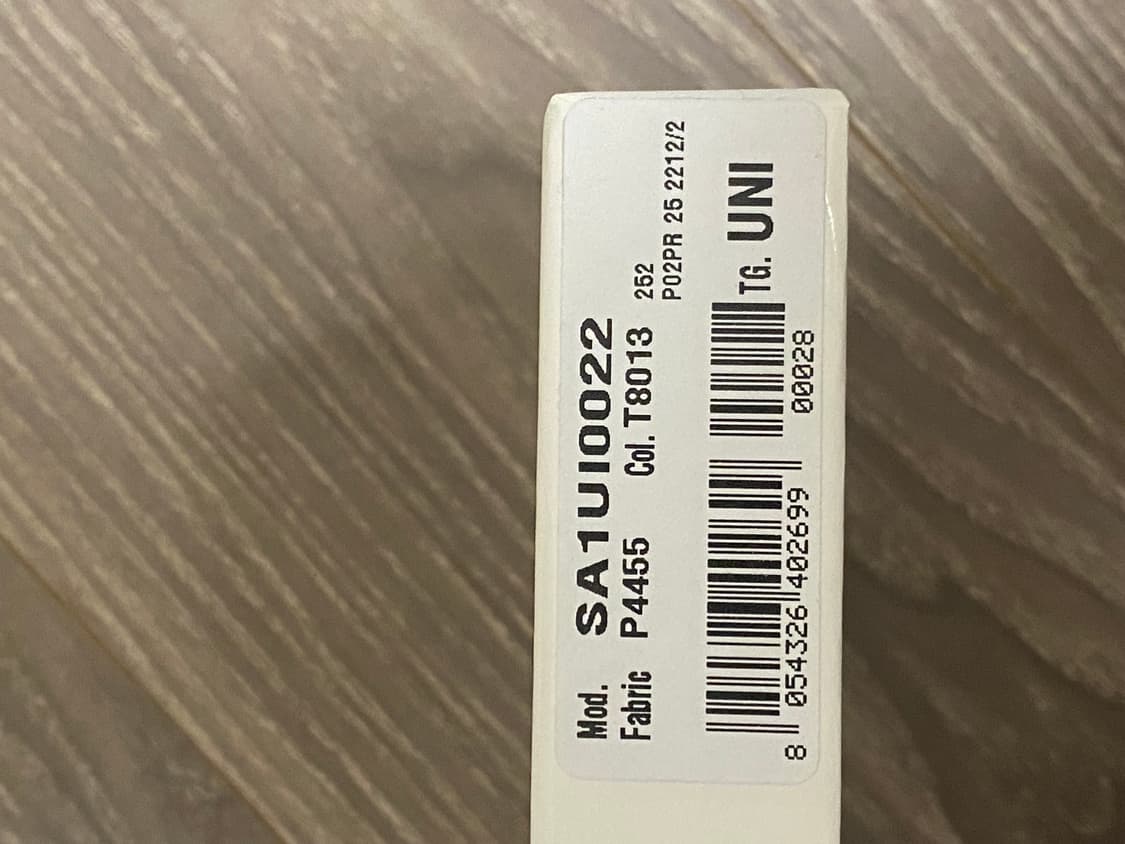 Mod. SA1UI0022
Fabric P4455 Col. T8013 252
P02PR 25 2212/2
TG. UNI
8 054326 402699 00028